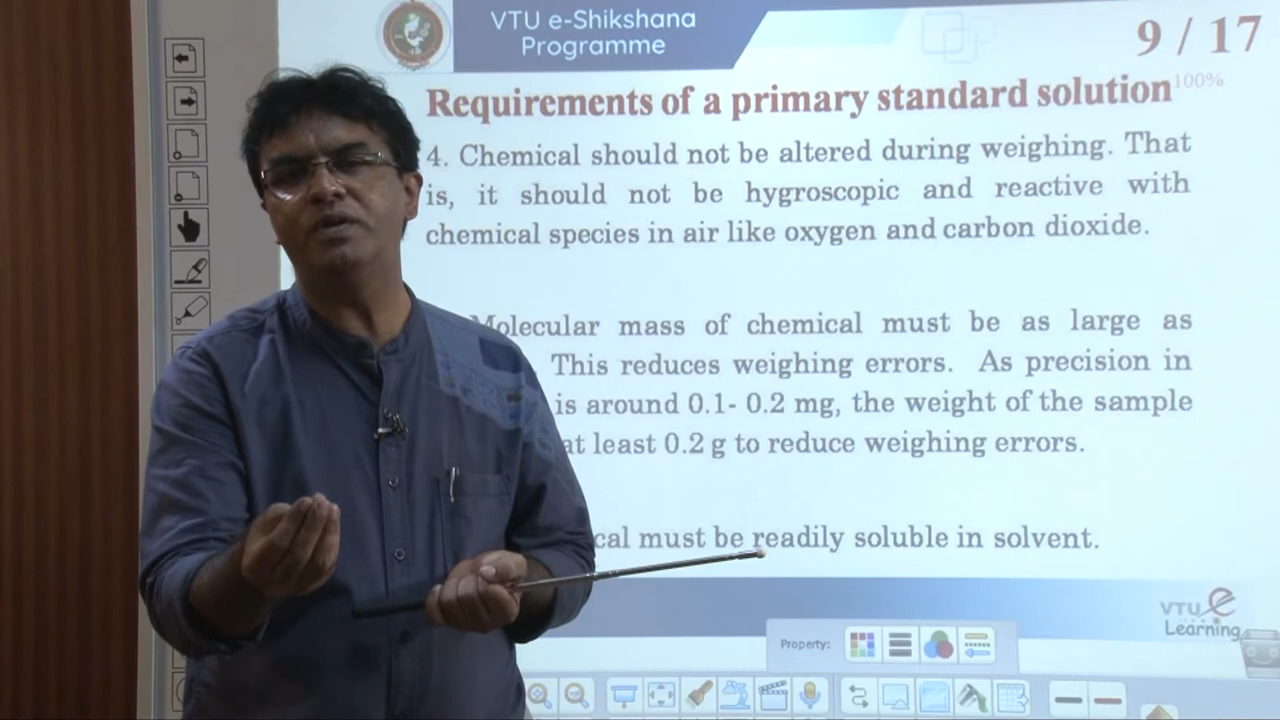 VTU e-Shikshana
Programme
9 / 17
Requirements of a primary standard solution
100%
4. Chemical should not be altered during weighing. That
is, it should not be hygroscopic and reactive with
chemical species in air like oxygen and carbon dioxide.
Molecular mass of chemical must be as large as
This reduces weighing errors. As precision in
is around 0.1- 0.2 mg, the weight of the sample
at least 0.2 g to reduce weighing errors.
cal must be readily soluble in solvent.
VTU e
Learning
Property: